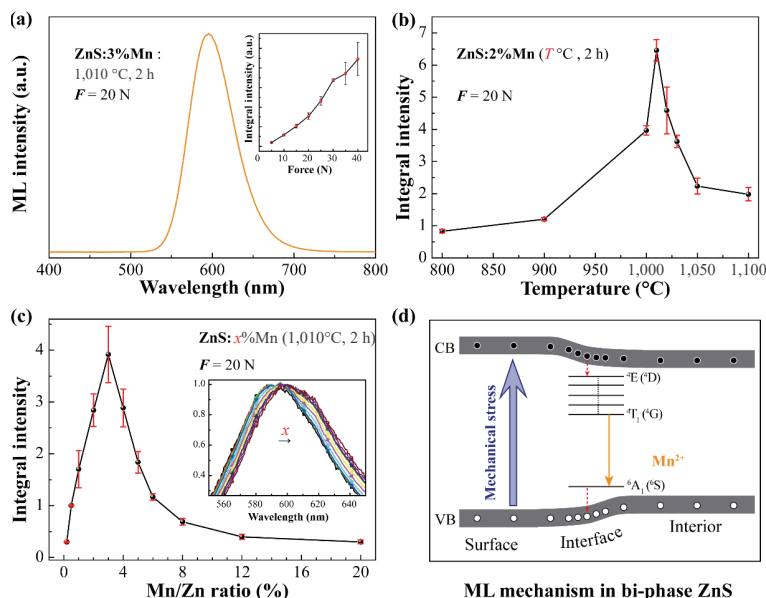 (a)
ZnS:3%Mn :
1,010 °C, 2 h
F = 20 N
ML intensity (a.u.)
Integral intensity (a.u.)
0 10 20 30 40
Force (N)
400 500 600 700 800
Wavelength (nm)
(b)
ZnS:2%Mn (T °C , 2 h)
F = 20 N
Integral intensity
7
6
5
4
3
2
1
0
800 850 900 950 1,000 1,050 1,100
Temperature (°C)
(c)
ZnS: x%Mn (1,010°C, 2 h)
F = 20 N
Integral intensity
4
3
2
1
0
1.0
0.8
0.6
0.4
x
560 580 600 620 640
Wavelength (nm)
0 4 8 12 16 20
Mn/Zn ratio (%)
(d)
CB
⁴E (⁴D)
⁴T₁ (⁴G)
Mechanical stress
Mn²⁺
⁶A₁ (⁶S)
VB
Surface Interface Interior
ML mechanism in bi-phase ZnS